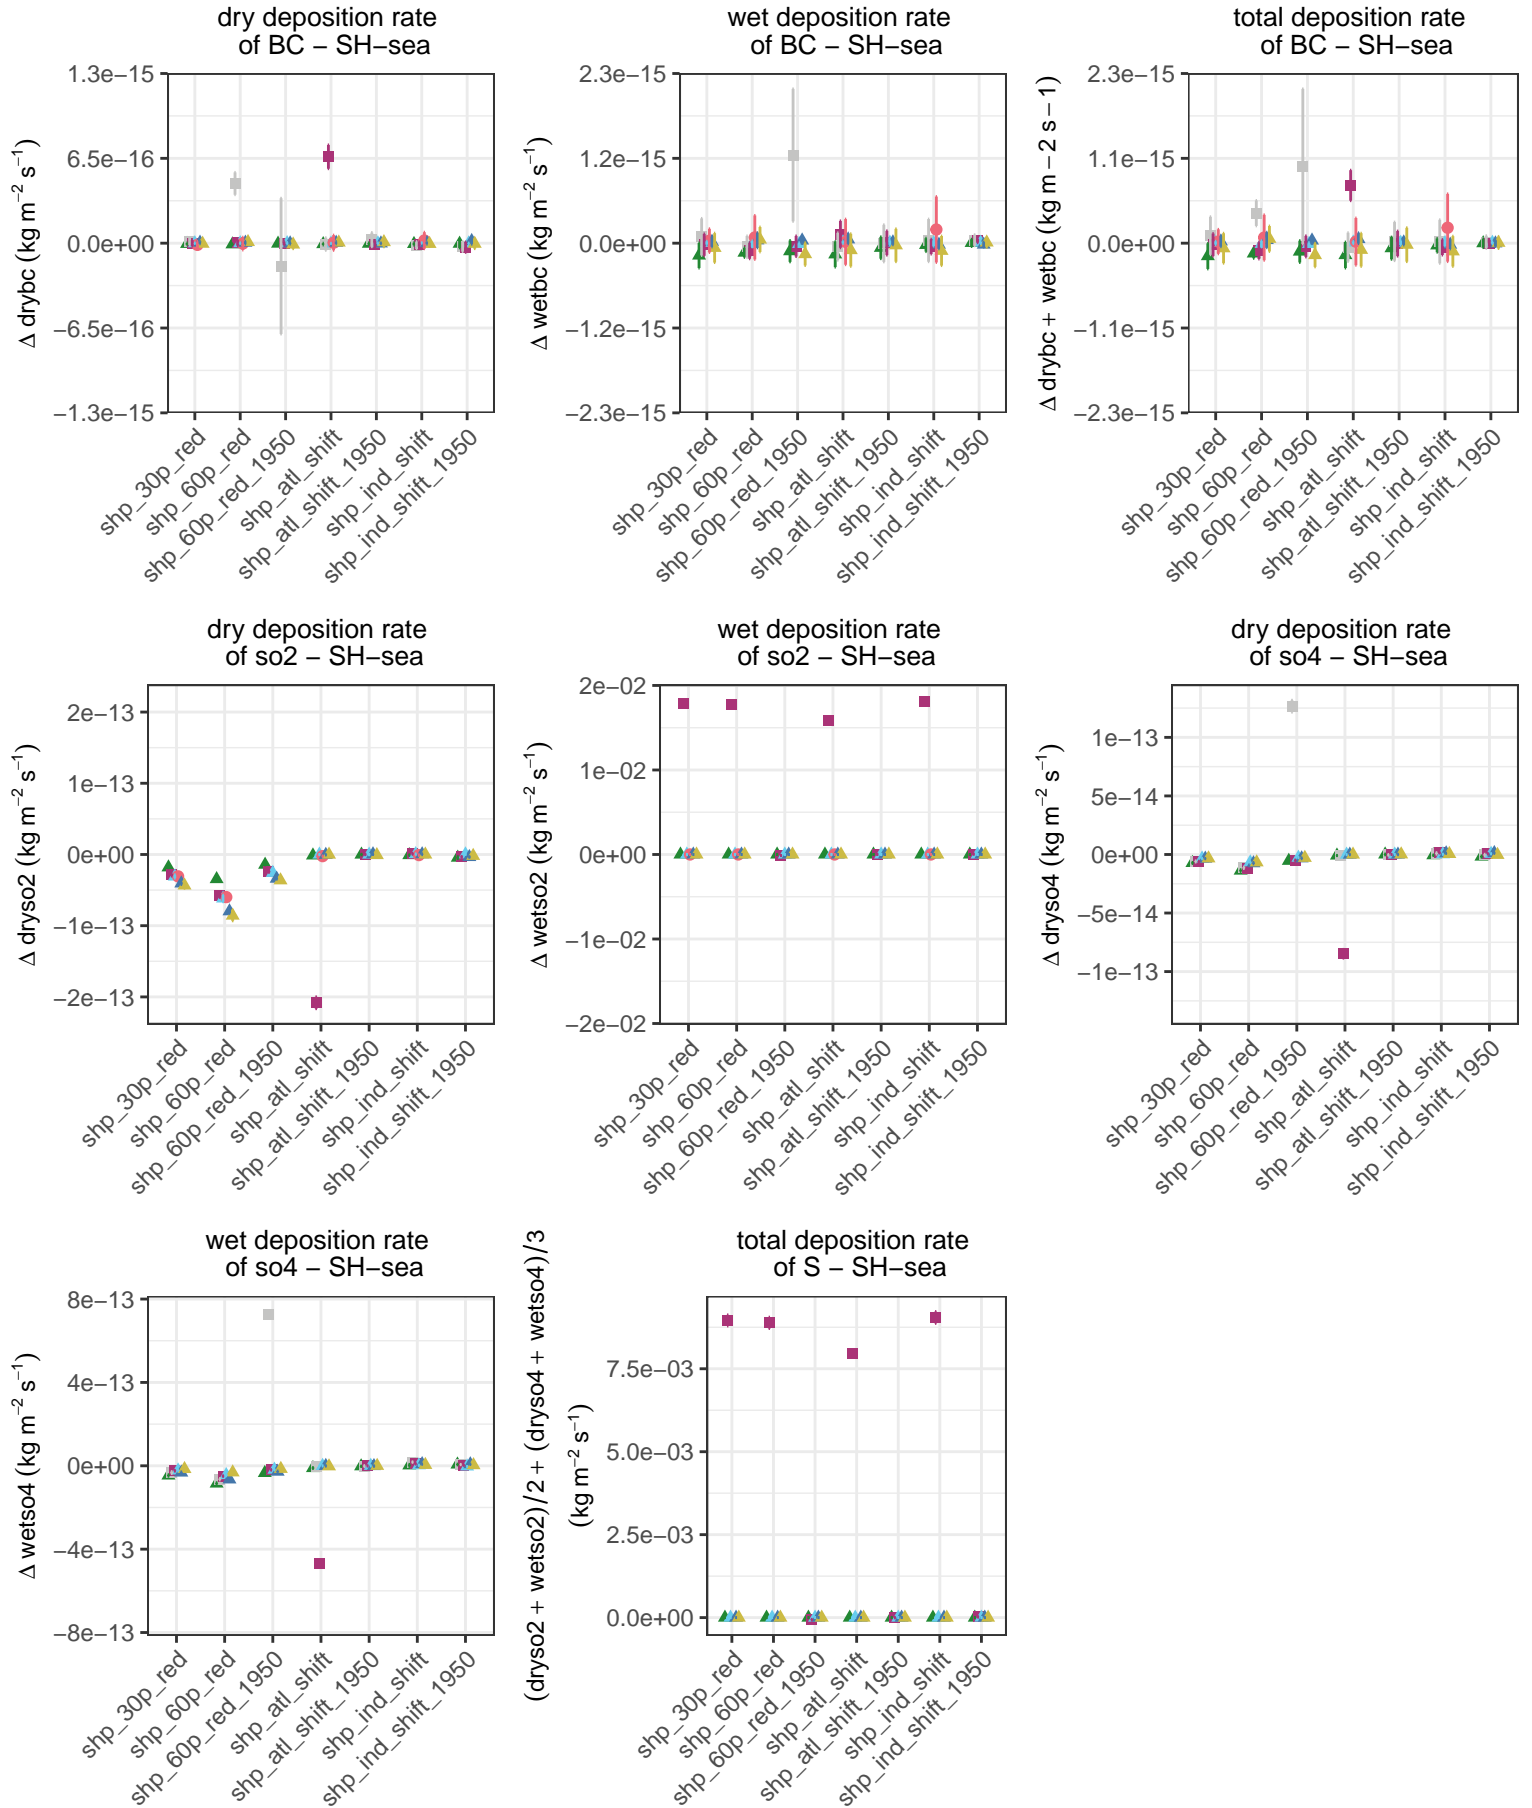 dry deposition rate
of BC − SH−sea
Δ drybc (kg m−2 s−1)
1.3e−15
6.5e−16
0.0e+00
−6.5e−16
−1.3e−15
shp_30p_red
shp_60p_red
shp_60p_red_1950
shp_atl_shift
shp_atl_shift_1950
shp_ind_shift
shp_ind_shift_1950
wet deposition rate
of BC − SH−sea
Δ wetbc (kg m−2 s−1)
2.3e−15
1.2e−15
0.0e+00
−1.2e−15
−2.3e−15
shp_30p_red
shp_60p_red
shp_60p_red_1950
shp_atl_shift
shp_atl_shift_1950
shp_ind_shift
shp_ind_shift_1950
total deposition rate
of BC − SH−sea
Δ drybc + wetbc (kg m − 2 s − 1)
2.3e−15
1.1e−15
0.0e+00
−1.1e−15
−2.3e−15
shp_30p_red
shp_60p_red
shp_60p_red_1950
shp_atl_shift
shp_atl_shift_1950
shp_ind_shift
shp_ind_shift_1950
dry deposition rate
of so2 − SH−sea
Δ dryso2 (kg m−2 s−1)
2e−13
1e−13
0e+00
−1e−13
−2e−13
shp_30p_red
shp_60p_red
shp_60p_red_1950
shp_atl_shift
shp_atl_shift_1950
shp_ind_shift
shp_ind_shift_1950
wet deposition rate
of so2 − SH−sea
Δ wetso2 (kg m−2 s−1)
2e−02
1e−02
0e+00
−1e−02
−2e−02
shp_30p_red
shp_60p_red
shp_60p_red_1950
shp_atl_shift
shp_atl_shift_1950
shp_ind_shift
shp_ind_shift_1950
dry deposition rate
of so4 − SH−sea
Δ dryso4 (kg m−2 s−1)
1e−13
5e−14
0e+00
−5e−14
−1e−13
shp_30p_red
shp_60p_red
shp_60p_red_1950
shp_atl_shift
shp_atl_shift_1950
shp_ind_shift
shp_ind_shift_1950
wet deposition rate
of so4 − SH−sea
Δ wetso4 (kg m−2 s−1)
8e−13
4e−13
0e+00
−4e−13
−8e−13
shp_30p_red
shp_60p_red
shp_60p_red_1950
shp_atl_shift
shp_atl_shift_1950
shp_ind_shift
shp_ind_shift_1950
total deposition rate
of S − SH−sea
(dryso2 + wetso2)/2 + (dryso4 + wetso4)/3
(kg m−2 s−1)
7.5e−03
5.0e−03
2.5e−03
0.0e+00
shp_30p_red
shp_60p_red
shp_60p_red_1950
shp_atl_shift
shp_atl_shift_1950
shp_ind_shift
shp_ind_shift_1950